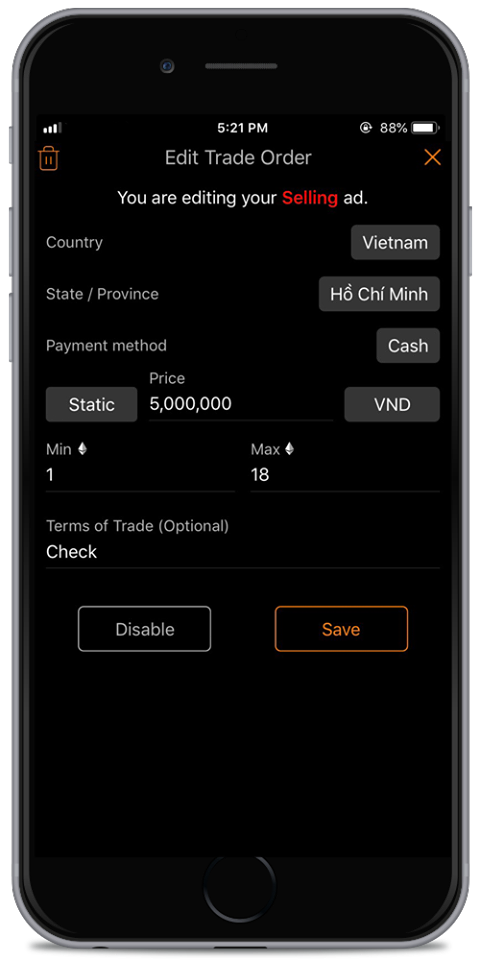 5:21 PM 88%
Edit Trade Order
You are editing your Selling ad.
Country Vietnam
State / Province Hồ Chí Minh
Payment method Cash
Price
Static 5,000,000 VND
Min Max
1 18
Terms of Trade (Optional)
Check
Disable Save